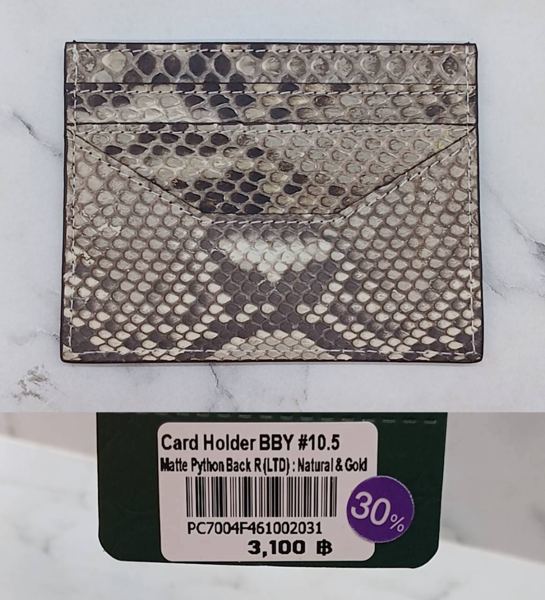 Card Holder BBY #10.5
Matte Python Back R (LTD) : Natural & Gold
PC7004F461002031
3,100 ฿
30%